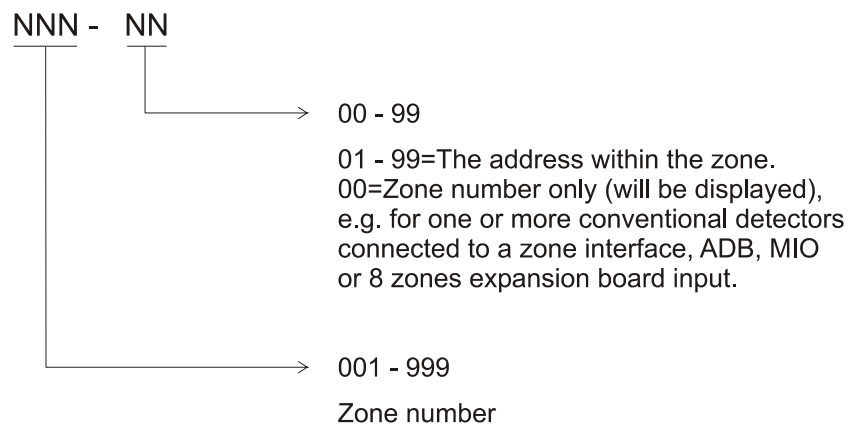 NNN - NN
00 - 99
01 - 99=The address within the zone.
00=Zone number only (will be displayed),
e.g. for one or more conventional detectors
connected to a zone interface, ADB, MIO
or 8 zones expansion board input.
001 - 999
Zone number